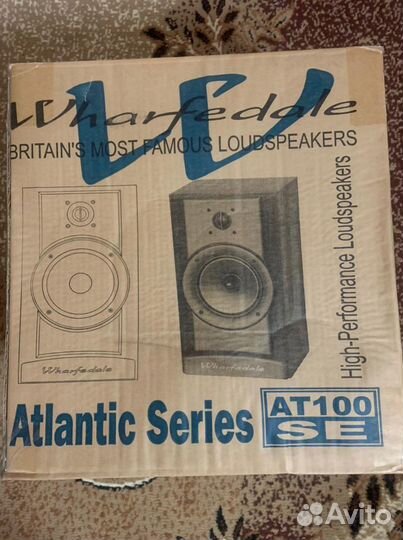 Wharfedale
BRITAIN'S MOST FAMOUS LOUDSPEAKERS
High-Performance Loudspeakers
Wharfedale
Wharfedale
Atlantic Series
AT100
SE
Avito